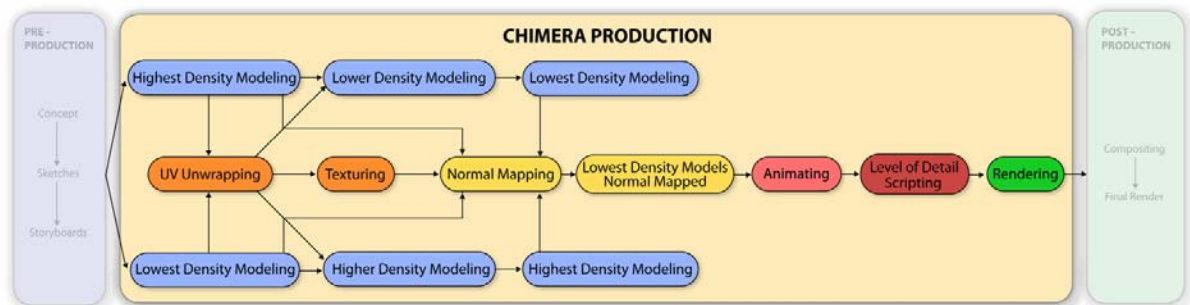 PRE -
PRODUCTION
Concept
Sketches
Storyboards
CHIMERA PRODUCTION
Highest Density Modeling
Lower Density Modeling
Lowest Density Modeling
UV Unwrapping
Texturing
Normal Mapping
Lowest Density Models
Normal Mapped
Animating
Level of Detail
Scripting
Rendering
Lowest Density Modeling
Higher Density Modeling
Highest Density Modeling
POST -
PRODUCTION
Compositing
Final Render